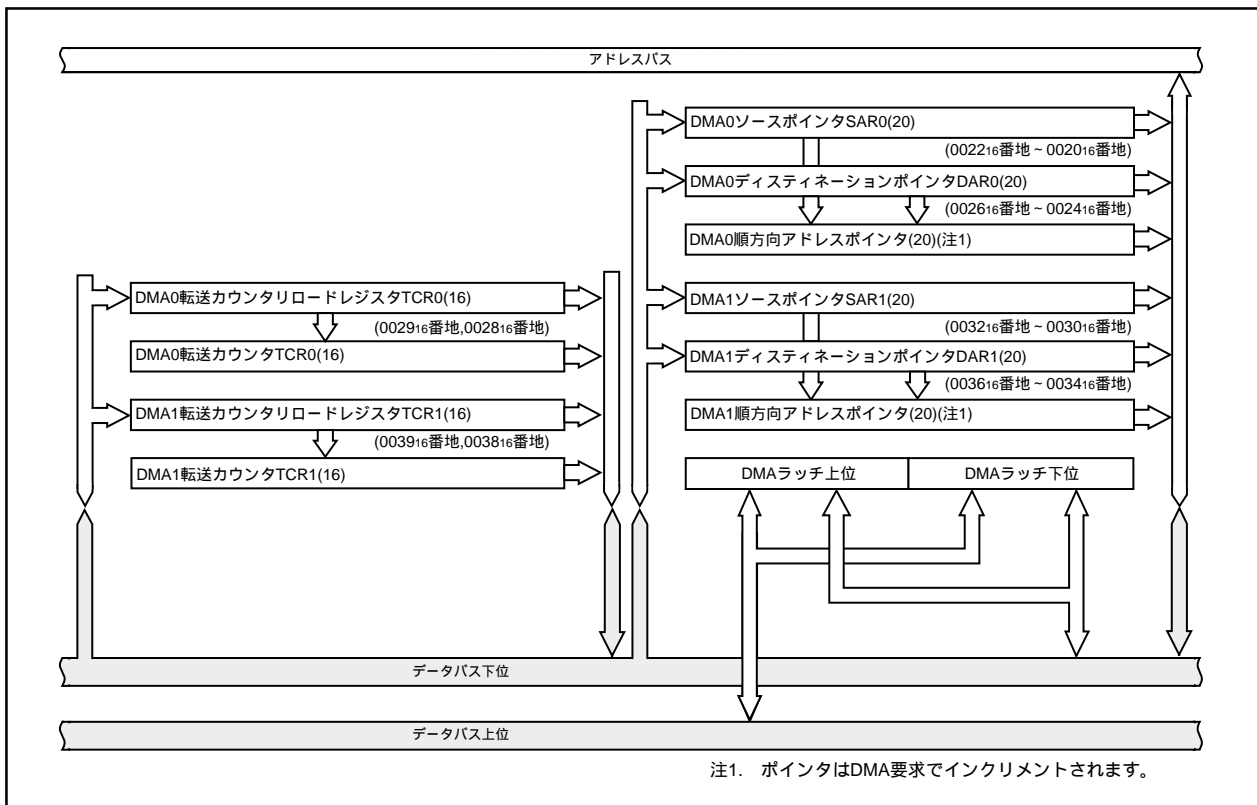 アドレスバス
DMA0ソースポインタSAR0(20)
(002216番地 ~ 002016番地)
DMA0ディスティネーションポインタDAR0(20)
(002616番地 ~ 002416番地)
DMA0順方向アドレスポインタ(20)(注1)
DMA0転送カウンタリロードレジスタTCR0(16)
(002916番地,002816番地)
DMA0転送カウンタTCR0(16)
DMA1転送カウンタリロードレジスタTCR1(16)
(003916番地,003816番地)
DMA1転送カウンタTCR1(16)
DMA1ソースポインタSAR1(20)
(003216番地 ~ 003016番地)
DMA1ディスティネーションポインタDAR1(20)
(003616番地 ~ 003416番地)
DMA1順方向アドレスポインタ(20)(注1)
DMAラッチ上位 DMAラッチ下位
データバス下位
データバス上位
注1. ポインタはDMA要求でインクリメントされます。